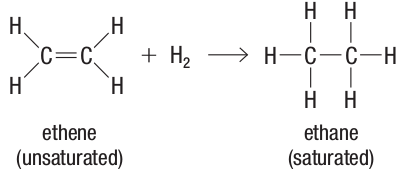 H H H H
H H
C=C + H₂ → H—C—C—H
H H H H
ethene ethane
(unsaturated) (saturated)